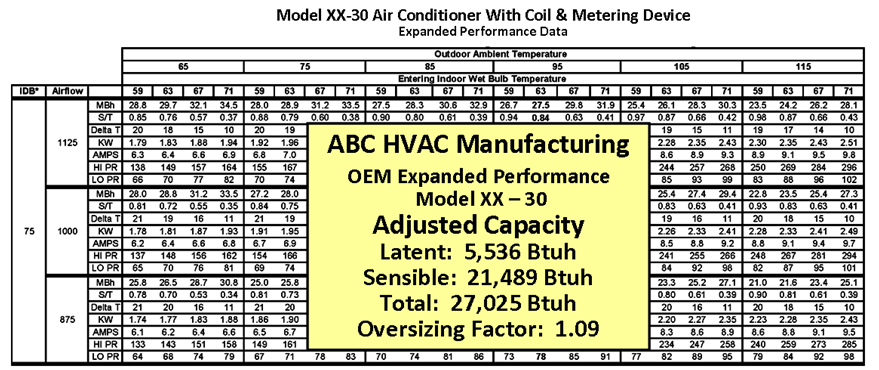 Model XX-30 Air Conditioner With Coil & Metering Device
Expanded Performance Data
Outdoor Ambient Temperature
65 75 85 95 105 115
Entering Indoor Wet Bulb Temperature
IDB* Airflow 59 63 67 71 59 63 67 71 59 63 67 71 59 63 67 71 59 63 67 71 59 63 67 71
MBh 28.8 29.7 32.1 34.5 28.0 28.9 31.2 33.5 27.5 28.3 30.6 32.9 26.7 27.5 29.8 31.9 25.4 26.1 28.3 30.3 23.5 24.2 26.2 28.1
S/T 0.85 0.76 0.57 0.37 0.88 0.79 0.60 0.38 0.90 0.80 0.61 0.39 0.94 0.84 0.63 0.41 0.97 0.87 0.66 0.42 0.98 0.87 0.66 0.43
Delta T 20 18 15 10 20 19 19 15 11 19 17 14 10
1125 KW 1.79 1.83 1.88 1.94 1.92 1.96 2.28 2.35 2.43 2.30 2.35 2.43 2.51
AMPS 6.3 6.4 6.6 6.9 6.8 7.0 8.6 8.9 9.3 8.9 9.1 9.5 9.8
HI PR 138 149 157 164 155 167 244 257 268 250 269 284 296
LO PR 66 70 77 82 70 74 85 93 99 83 88 96 102
MBh 28.0 28.8 31.2 33.5 27.2 28.0 25.4 27.4 29.4 22.8 23.5 25.4 27.3
S/T 0.81 0.72 0.55 0.35 0.84 0.75 0.83 0.63 0.41 0.93 0.83 0.63 0.41
Delta T 21 19 16 11 21 19 19 16 11 20 18 15 10
75 1000 KW 1.78 1.81 1.87 1.93 1.91 1.95 2.26 2.33 2.41 2.28 2.33 2.41 2.49
AMPS 6.2 6.4 6.6 6.8 6.7 6.9 8.5 8.8 9.2 8.8 9.1 9.4 9.7
HI PR 137 148 156 162 154 166 241 255 266 248 267 281 294
LO PR 65 70 76 81 69 74 84 92 98 82 87 95 101
MBh 25.8 26.5 28.7 30.8 25.0 25.8 23.3 25.2 27.1 21.0 21.6 23.4 25.1
S/T 0.78 0.70 0.53 0.34 0.81 0.73 0.80 0.61 0.39 0.90 0.81 0.61 0.39
Delta T 21 20 16 11 21 20 20 16 11 20 18 15 10
875 KW 1.74 1.77 1.83 1.88 1.86 1.90 2.20 2.27 2.35 2.23 2.28 2.35 2.43
AMPS 6.1 6.2 6.4 6.6 6.5 6.7 8.3 8.6 8.9 8.6 8.8 9.1 9.5
HI PR 133 143 151 158 149 161 234 247 258 240 259 273 285
LO PR 64 68 74 79 67 71 78 83 70 74 81 86 73 78 85 91 77 82 89 95 79 84 92 98
ABC HVAC Manufacturing
OEM Expanded Performance
Model XX – 30
Adjusted Capacity
Latent: 5,536 Btuh
Sensible: 21,489 Btuh
Total: 27,025 Btuh
Oversizing Factor: 1.09